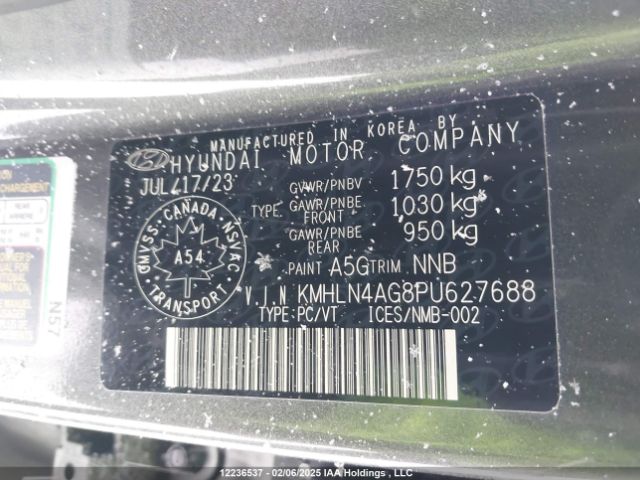 MANUFACTURED IN KOREA BY
HYUNDAI MOTOR COMPANY
JUL/17/23
GVWR/PNBV 1750 kg
TYPE GAWR/PNBE FRONT 1030 kg
GAWR/PNBE REAR 950 kg
CANADA
CMVSS NSVAC
A54
TRANSPORT
PAINT A5G TRIM NNB
V.I.N KMHLN4AG8PU627688
TYPE:PC/VT ICES/NMB-002
N57
12236537 - 02/06/2025 IAA Holdings , LLC